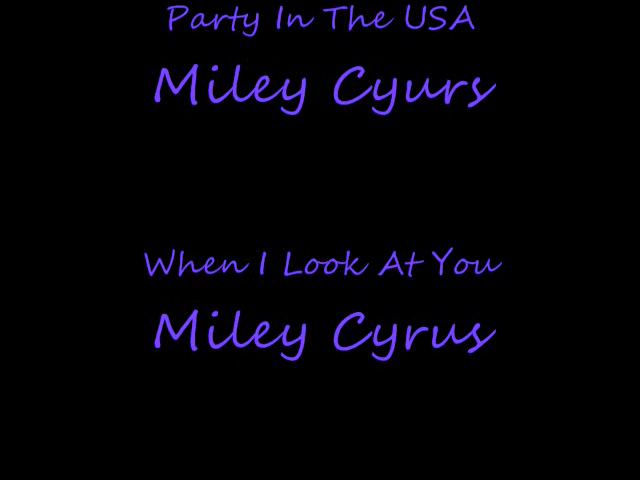 Party In The USA
Miley Cyurs
When I Look At You
Miley Cyrus